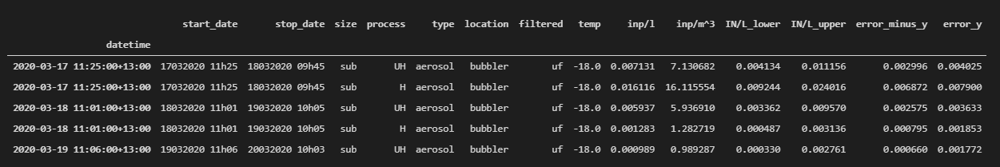 start_date stop_date size process type location filtered temp inp/l inp/m^3 IN/L_lower IN/L_upper error_minus_y error_y
datetime
2020-03-17 11:25:00+13:00 17032020 11h25 18032020 09h45 sub UH aerosol bubbler uf -18.0 0.007131 7.130682 0.004134 0.011156 0.002996 0.004025
2020-03-17 11:25:00+13:00 17032020 11h25 18032020 09h45 sub H aerosol bubbler uf -18.0 0.016116 16.115554 0.009244 0.024016 0.006872 0.007900
2020-03-18 11:01:00+13:00 18032020 11h01 19032020 10h05 sub UH aerosol bubbler uf -18.0 0.005937 5.936910 0.003362 0.009570 0.002575 0.003633
2020-03-18 11:01:00+13:00 18032020 11h01 19032020 10h05 sub H aerosol bubbler uf -18.0 0.001283 1.282719 0.000487 0.003136 0.000795 0.001853
2020-03-19 11:06:00+13:00 19032020 11h06 20032020 10h03 sub UH aerosol bubbler uf -18.0 0.000989 0.989287 0.000330 0.002761 0.000660 0.001772